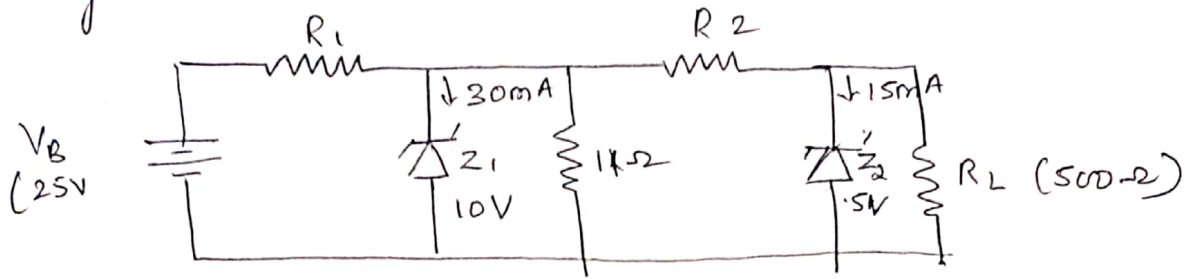 R1
R2
↓30mA
↓15mA
VB
(25V
Z1
10V
1kΩ
Z2
5V
RL (500Ω)